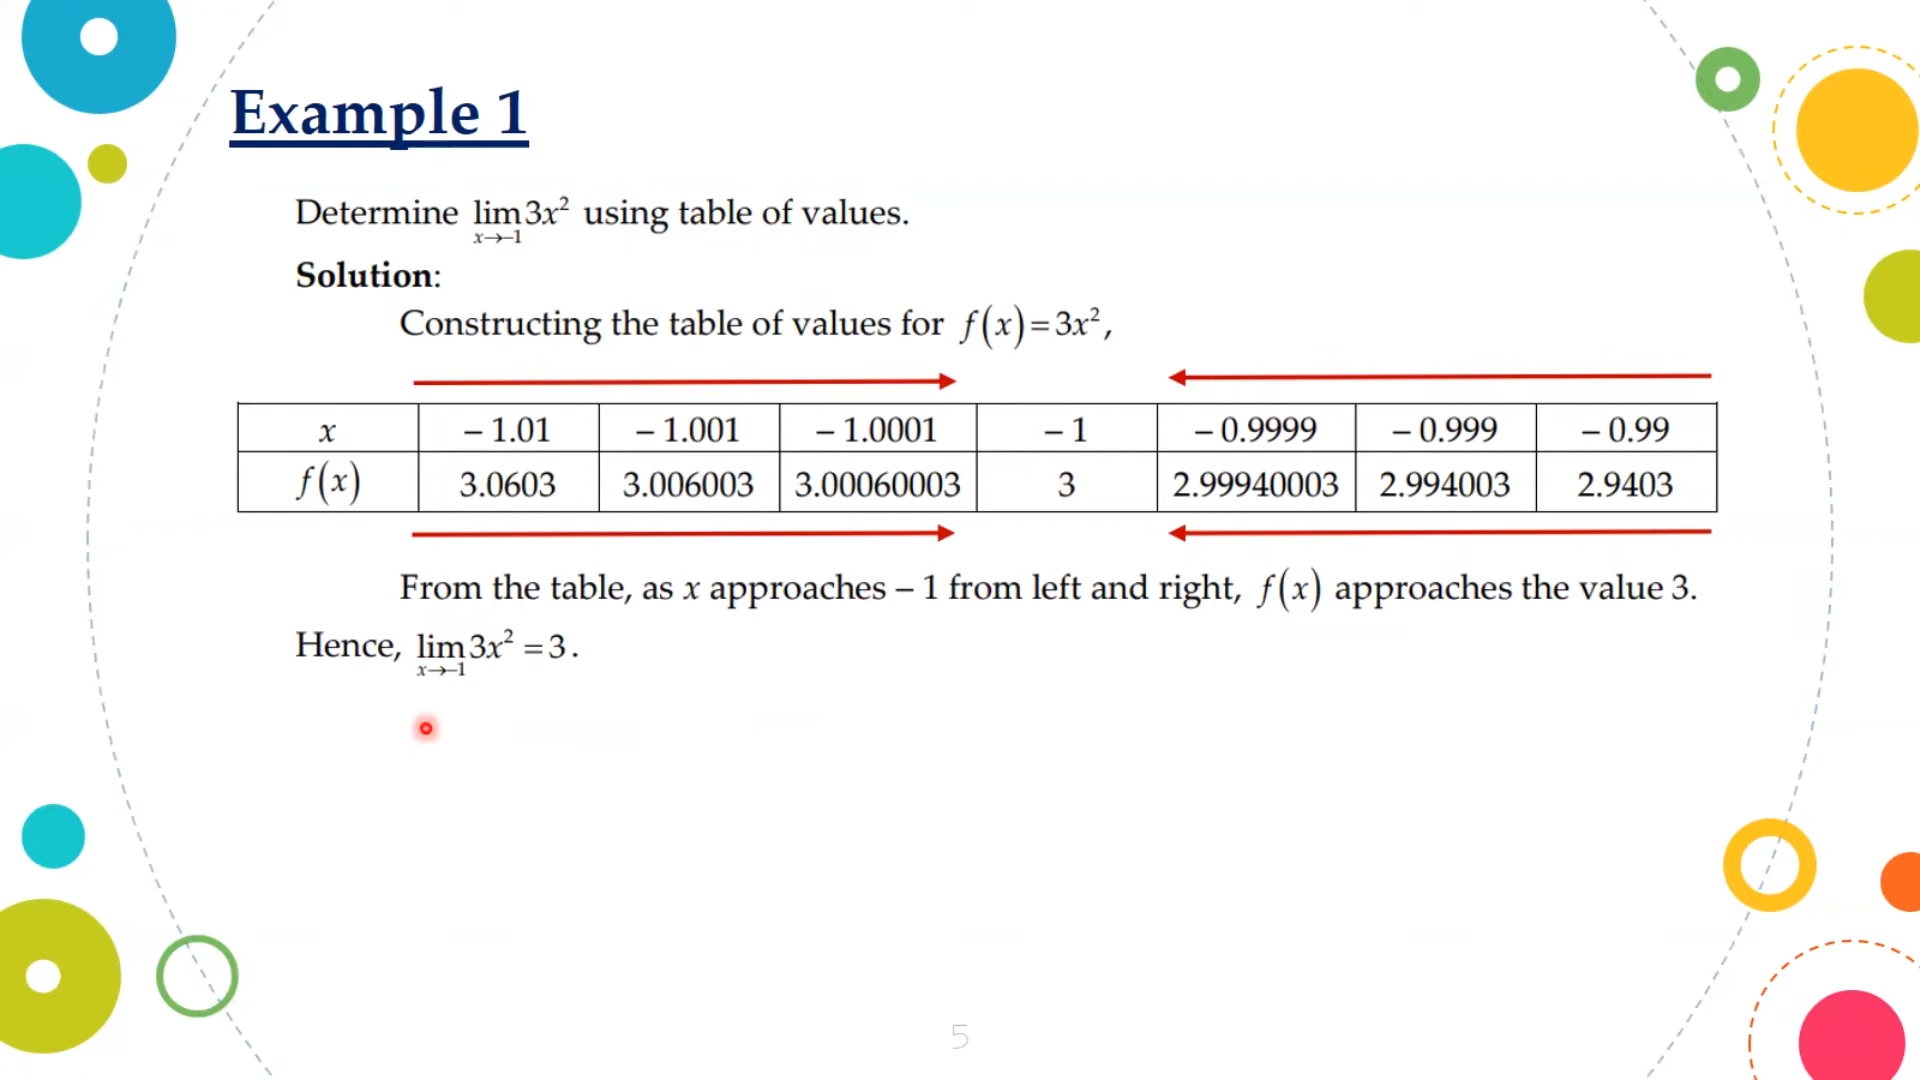 Example 1
Determine lim 3x² using table of values.
x→−1
Solution:
Constructing the table of values for f(x)=3x²,
x − 1.01 − 1.001 − 1.0001 − 1 − 0.9999 − 0.999 − 0.99
f(x) 3.0603 3.006003 3.00060003 3 2.99940003 2.994003 2.9403
From the table, as x approaches − 1 from left and right, f(x) approaches the value 3.
Hence, lim 3x² = 3.
x→−1
5